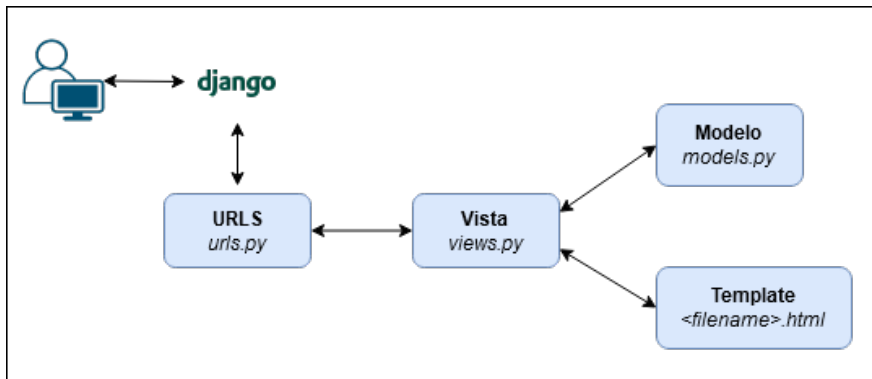 django
Modelo
models.py
URLS
urls.py
Vista
views.py
Template
<filename>.html